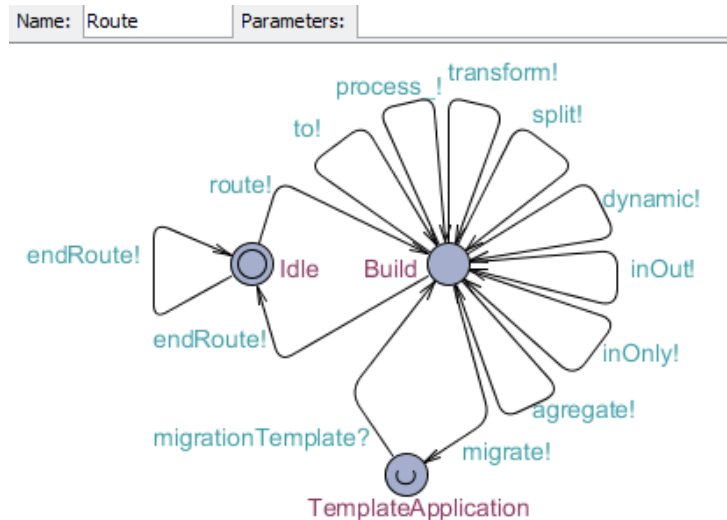 Name: Route Parameters:
process_! transform!
to! split!
route! dynamic!
endRoute! Idle Build inOut!
endRoute! inOnly!
agregate!
migrationTemplate? migrate!
TemplateApplication